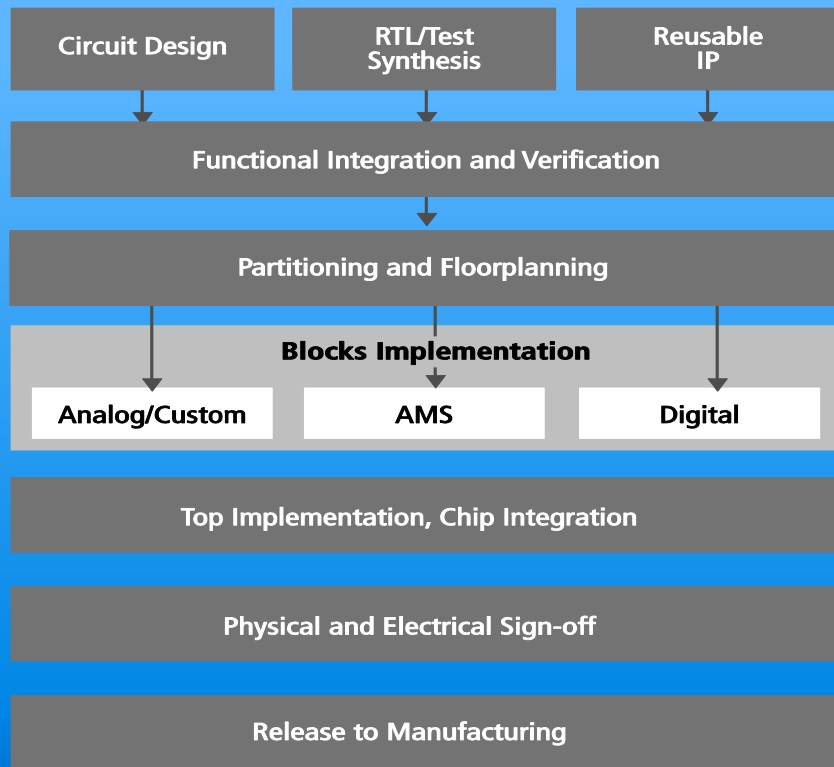 Circuit Design
RTL/Test
Synthesis
Reusable
IP
Functional Integration and Verification
Partitioning and Floorplanning
Blocks Implementation
Analog/Custom
AMS
Digital
Top Implementation, Chip Integration
Physical and Electrical Sign-off
Release to Manufacturing